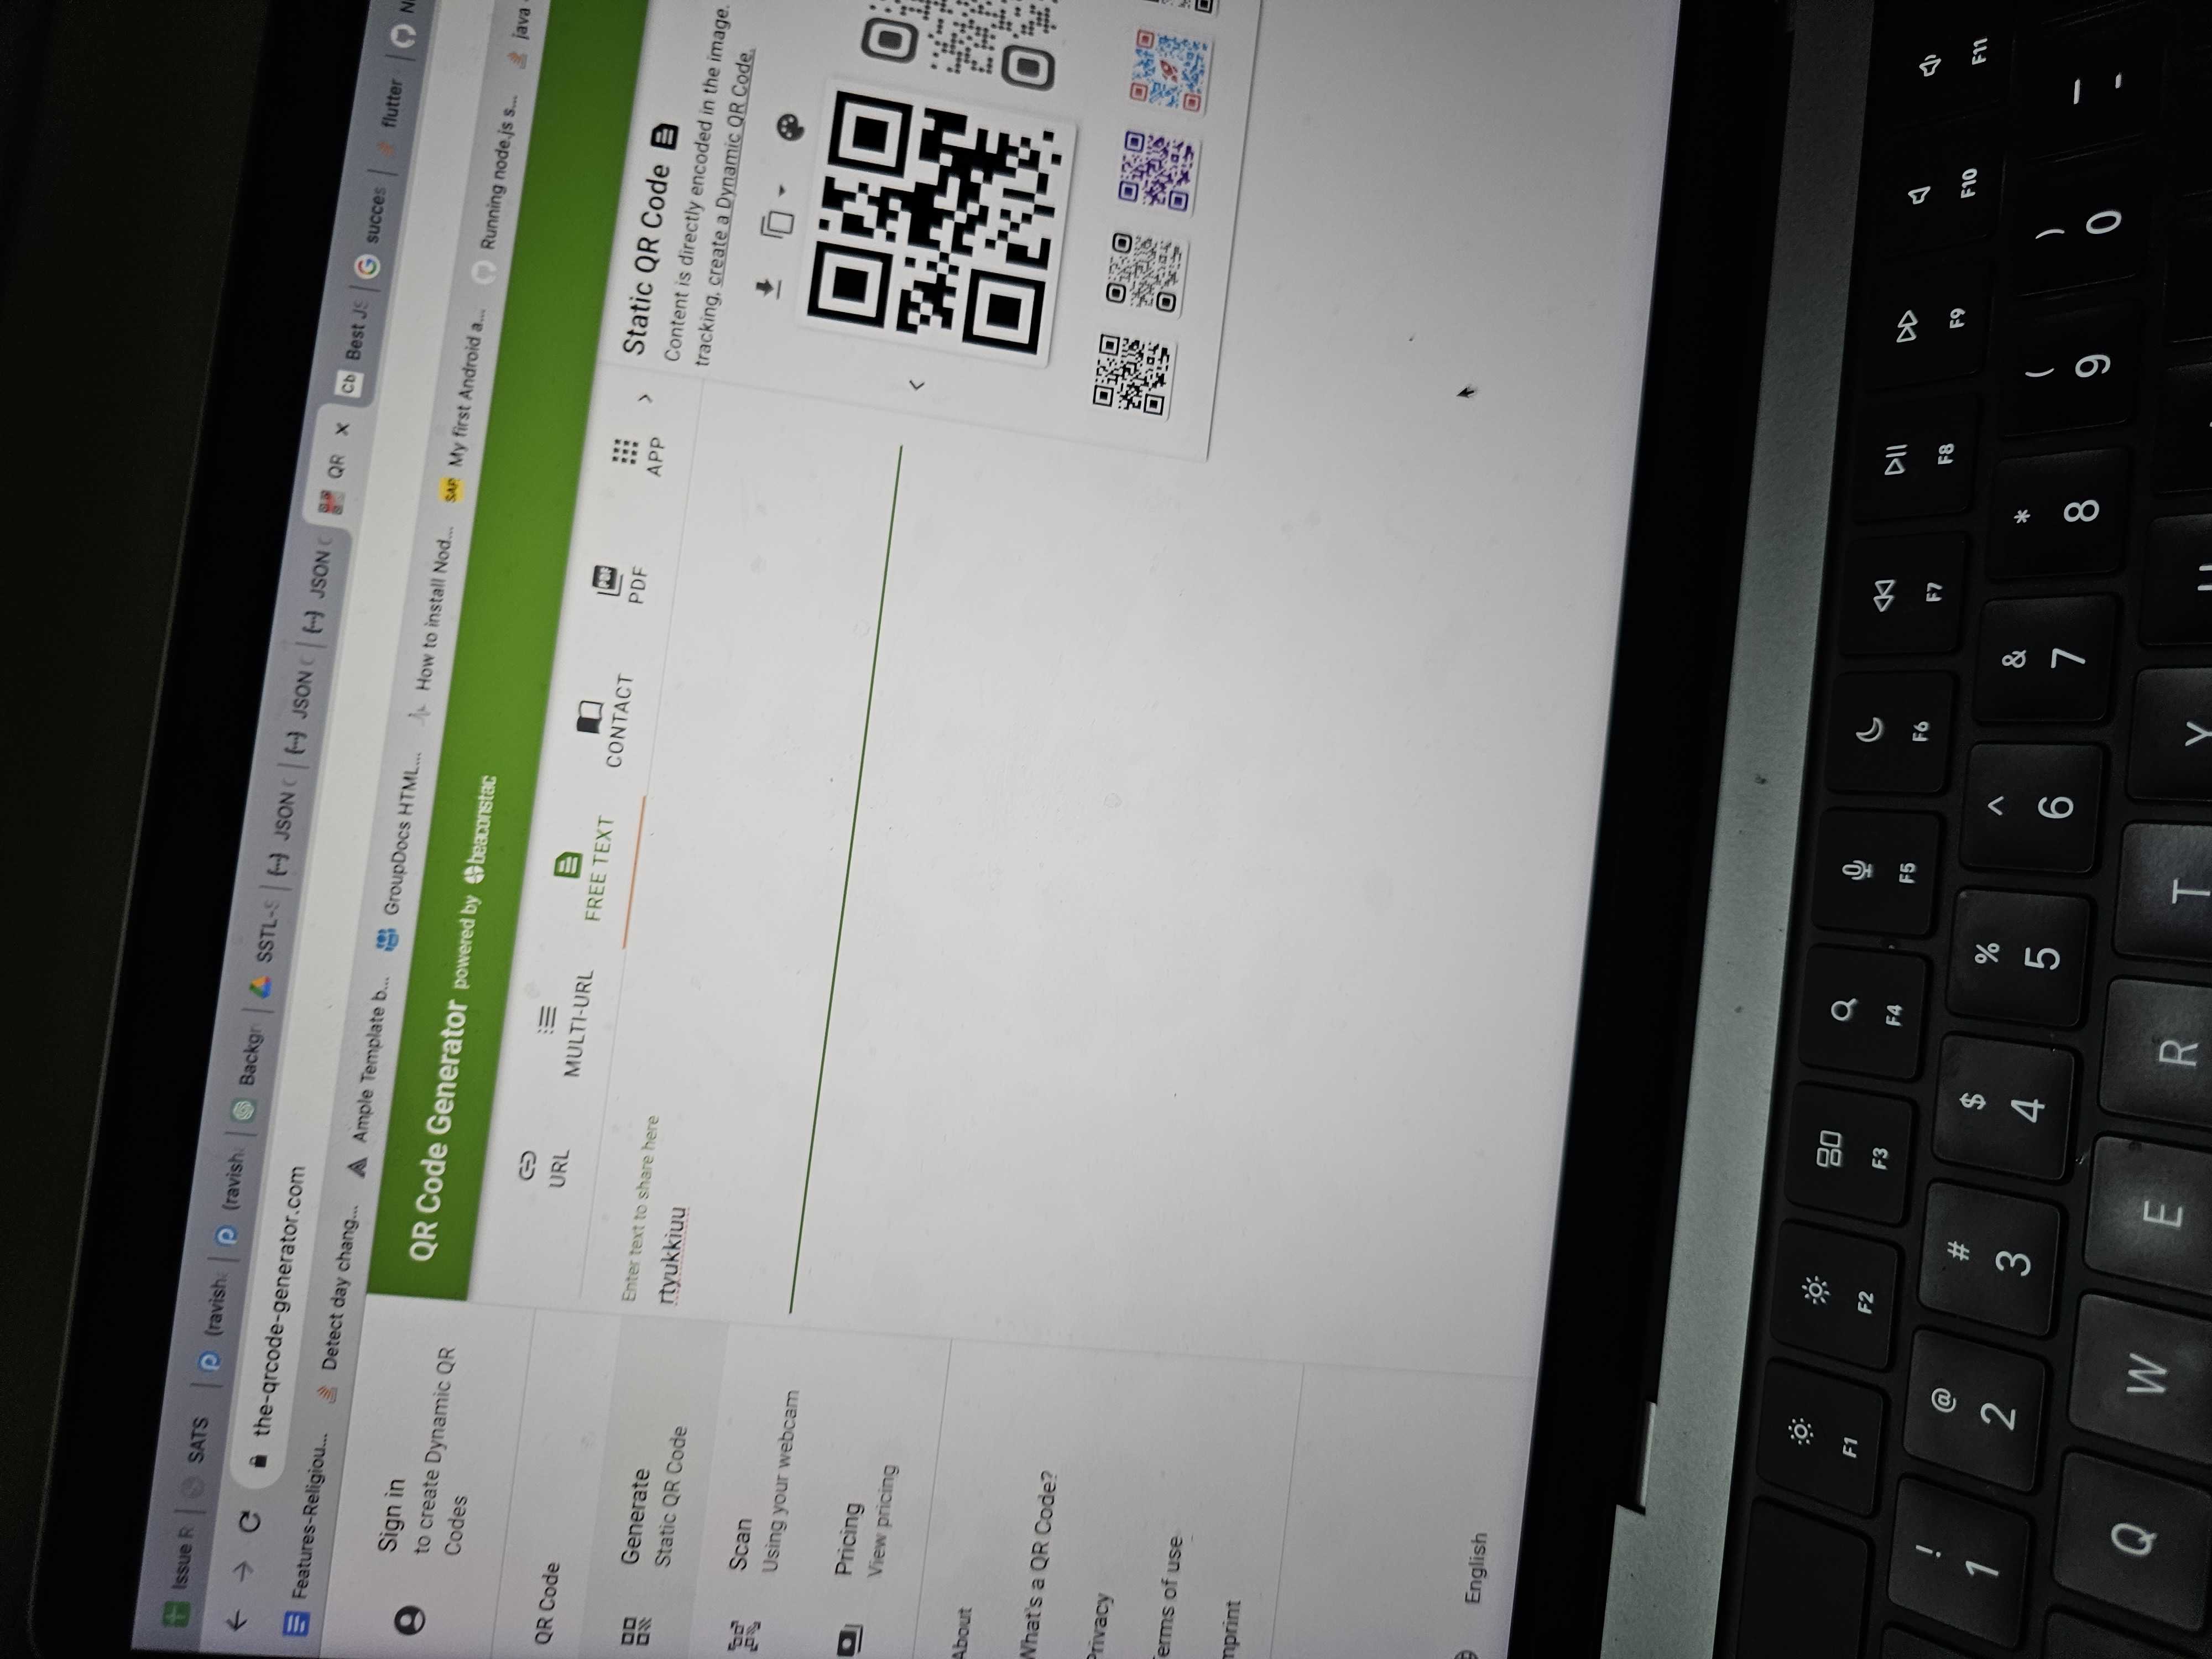 Issue R
SATS
(ravish
(ravish
Backgr
SSTL-S
JSON
JSON
JSON
QR
Cb Best JS
succes
flutter
the-qrcode-generator.com
Features-Religiou...
Detect day chang...
Ample Template b...
GroupDocs HTML...
How to install Nod...
SAP My first Android a...
Running node.js s...
java
Sign in
to create Dynamic QR
Codes
QR Code
Generate
Static QR Code
Scan
Using your webcam
Pricing
View pricing
About
What's a QR Code?
Privacy
Terms of use
mprint
English
QR Code Generator powered by beaconstac
URL
MULTI-URL
FREE TEXT
CONTACT
PDF
PDF
APP
Enter text to share here
rtyukkiuu
Static QR Code
Content is directly encoded in the image.
tracking, create a Dynamic QR Code.
F1 F2 F3 F4 F5 F6 F7 F8 F9 F10 F11
! @ # $ % ^ & * ( ) _
1 2 3 4 5 6 7 8 9 0 -
Q W E R T Y U